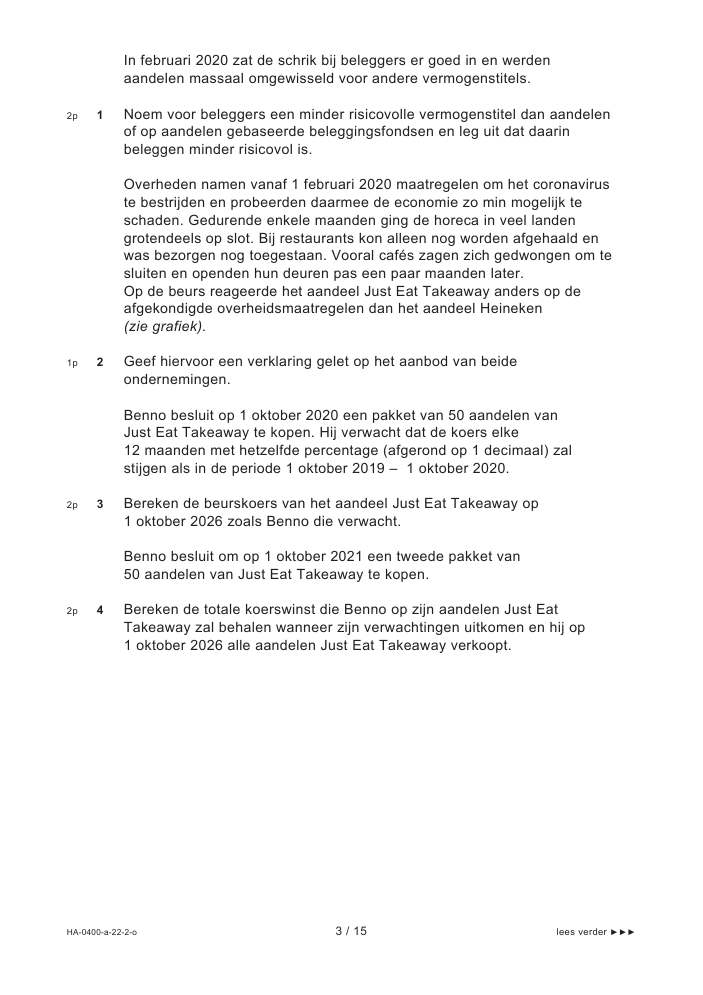 In februari 2020 zat de schrik bij beleggers er goed in en werden
aandelen massaal omgewisseld voor andere vermogenstitels.
2p 1 Noem voor beleggers een minder risicovolle vermogenstitel dan aandelen
of op aandelen gebaseerde beleggingsfondsen en leg uit dat daarin
beleggen minder risicovol is.
Overheden namen vanaf 1 februari 2020 maatregelen om het coronavirus
te bestrijden en probeerden daarmee de economie zo min mogelijk te
schaden. Gedurende enkele maanden ging de horeca in veel landen
grotendeels op slot. Bij restaurants kon alleen nog worden afgehaald en
was bezorgen nog toegestaan. Vooral cafés zagen zich gedwongen om te
sluiten en openden hun deuren pas een paar maanden later.
Op de beurs reageerde het aandeel Just Eat Takeaway anders op de
afgekondigde overheidsmaatregelen dan het aandeel Heineken
(zie grafiek).
1p 2 Geef hiervoor een verklaring gelet op het aanbod van beide
ondernemingen.
Benno besluit op 1 oktober 2020 een pakket van 50 aandelen van
Just Eat Takeaway te kopen. Hij verwacht dat de koers elke
12 maanden met hetzelfde percentage (afgerond op 1 decimaal) zal
stijgen als in de periode 1 oktober 2019 – 1 oktober 2020.
2p 3 Bereken de beurskoers van het aandeel Just Eat Takeaway op
1 oktober 2026 zoals Benno die verwacht.
Benno besluit om op 1 oktober 2021 een tweede pakket van
50 aandelen van Just Eat Takeaway te kopen.
2p 4 Bereken de totale koerswinst die Benno op zijn aandelen Just Eat
Takeaway zal behalen wanneer zijn verwachtingen uitkomen en hij op
1 oktober 2026 alle aandelen Just Eat Takeaway verkoopt.
HA-0400-a-22-2-o 3 / 15 lees verder ►►►